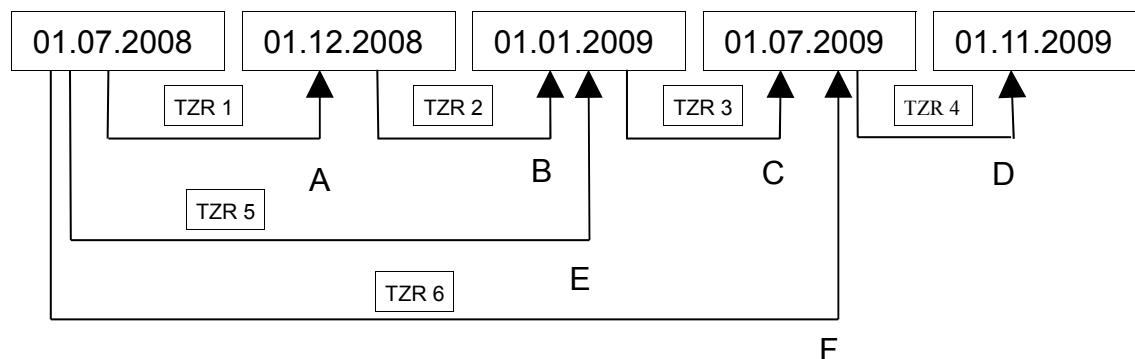 01.07.2008 01.12.2008 01.01.2009 01.07.2009 01.11.2009
TZR 1 TZR 2 TZR 3 TZR 4
A B C D
TZR 5
E
TZR 6
F